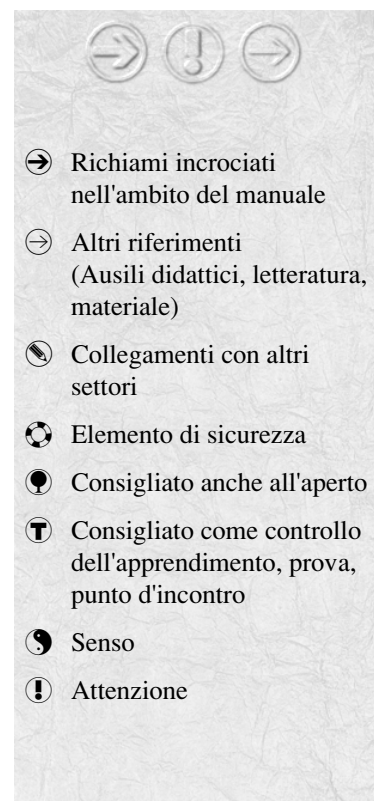 Richiami incrociati
nell'ambito del manuale
Altri riferimenti
(Ausili didattici, letteratura,
materiale)
Collegamenti con altri
settori
Elemento di sicurezza
Consigliato anche all'aperto
T Consigliato come controllo
dell'apprendimento, prova,
punto d'incontro
Senso
! Attenzione